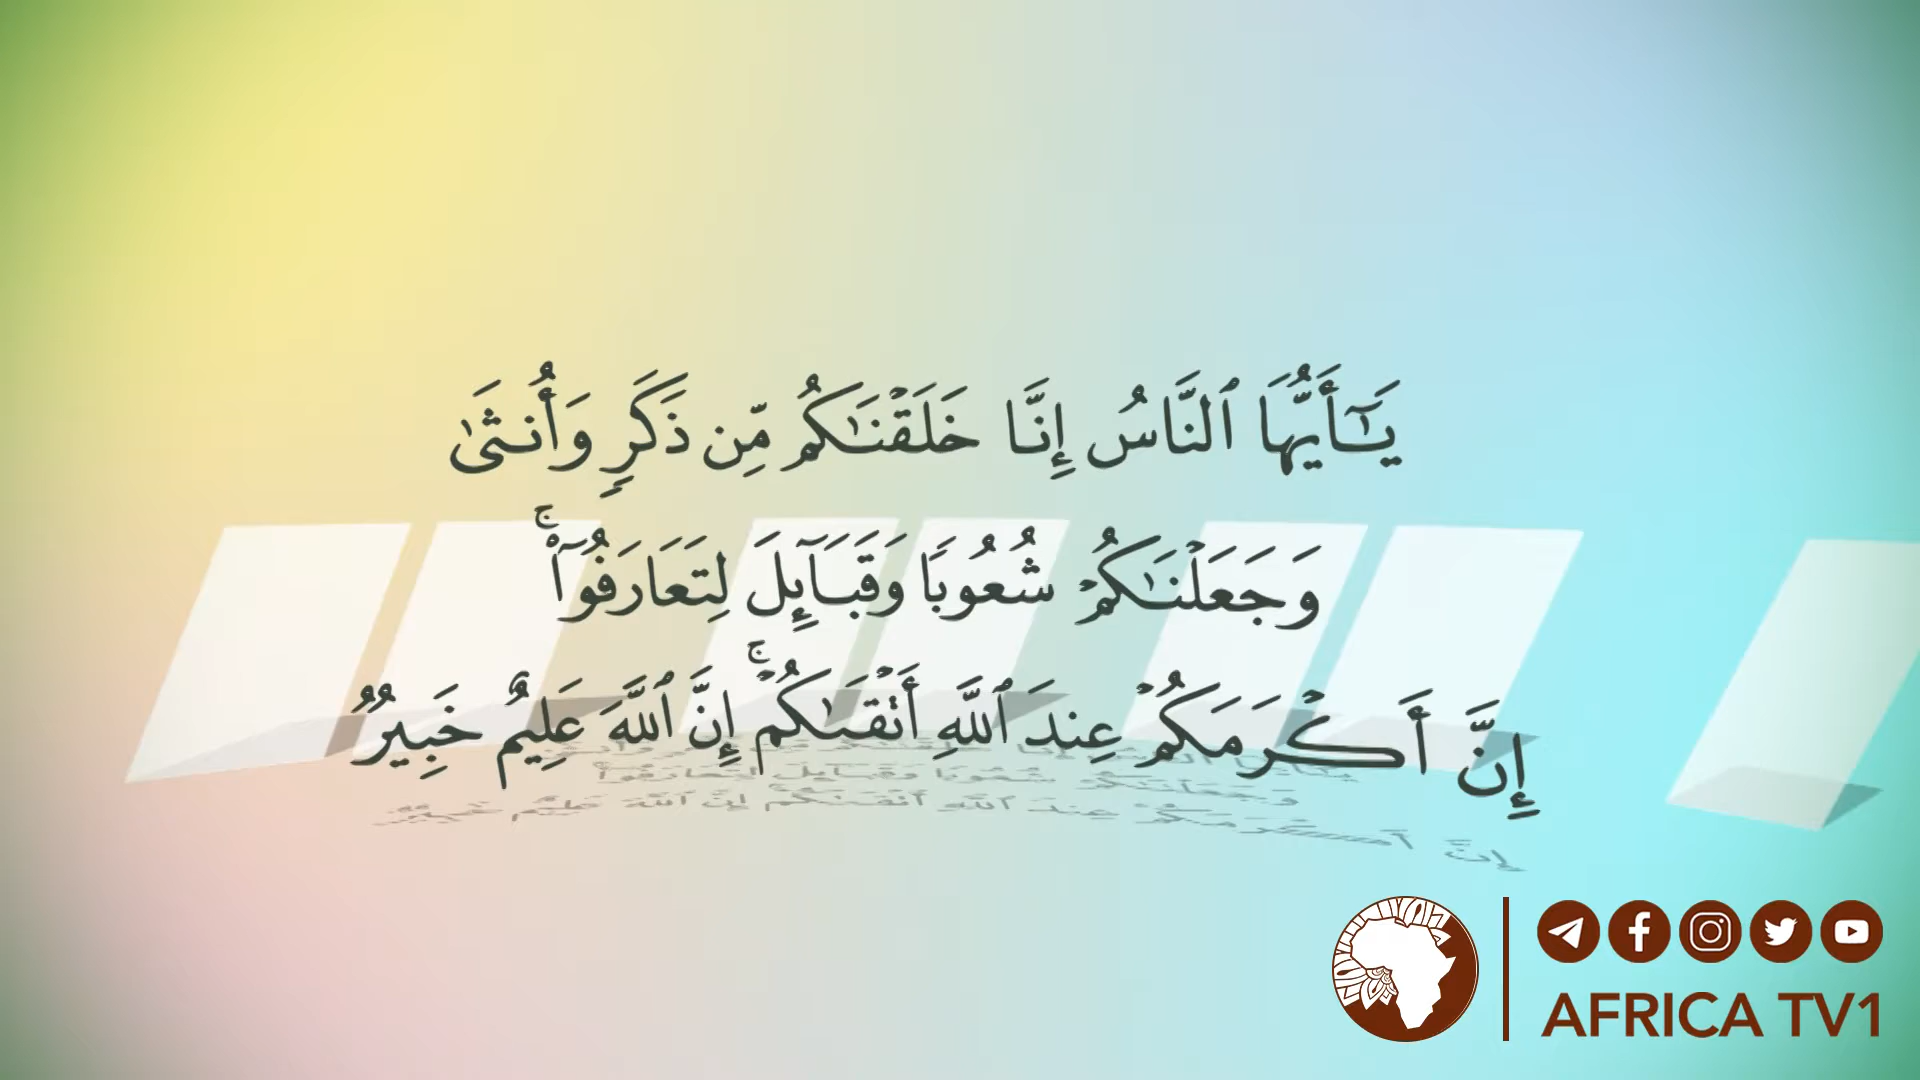 يَـٰٓأَيُّهَا ٱلنَّاسُ إِنَّا خَلَقْنَـٰكُم مِّن ذَكَرٍ وَأُنثَىٰ
وَجَعَلْنَـٰكُمْ شُعُوبًا وَقَبَآئِلَ لِتَعَارَفُوٓا۟ ۚ
إِنَّ أَكْرَمَكُمْ عِندَ ٱللَّهِ أَتْقَىٰكُمْ ۚ إِنَّ ٱللَّهَ عَلِيمٌ خَبِيرٌ
AFRICA TV1